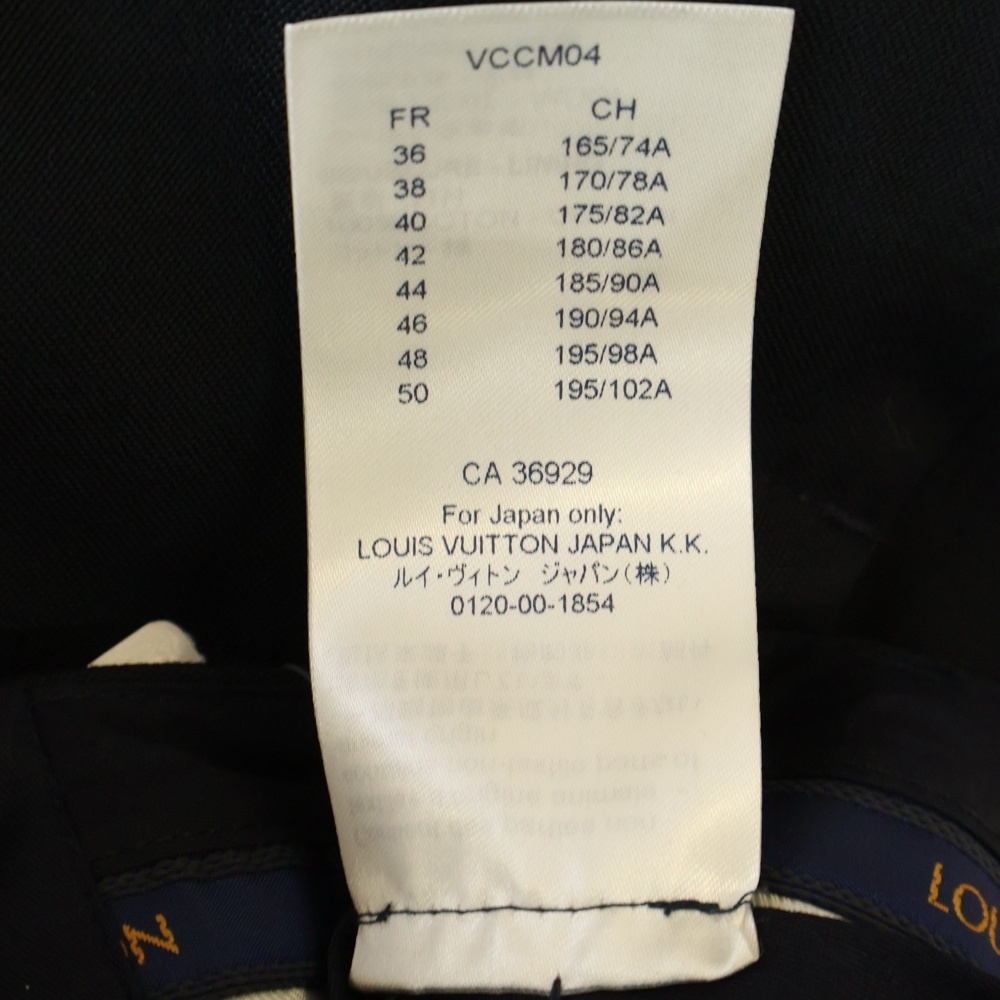 VCCM04
FR CH
36 165/74A
38 170/78A
40 175/82A
42 180/86A
44 185/90A
46 190/94A
48 195/98A
50 195/102A
CA 36929
For Japan only:
LOUIS VUITTON JAPAN K.K.
ルイ・ヴィトン ジャパン(株)
0120-00-1854
LOU